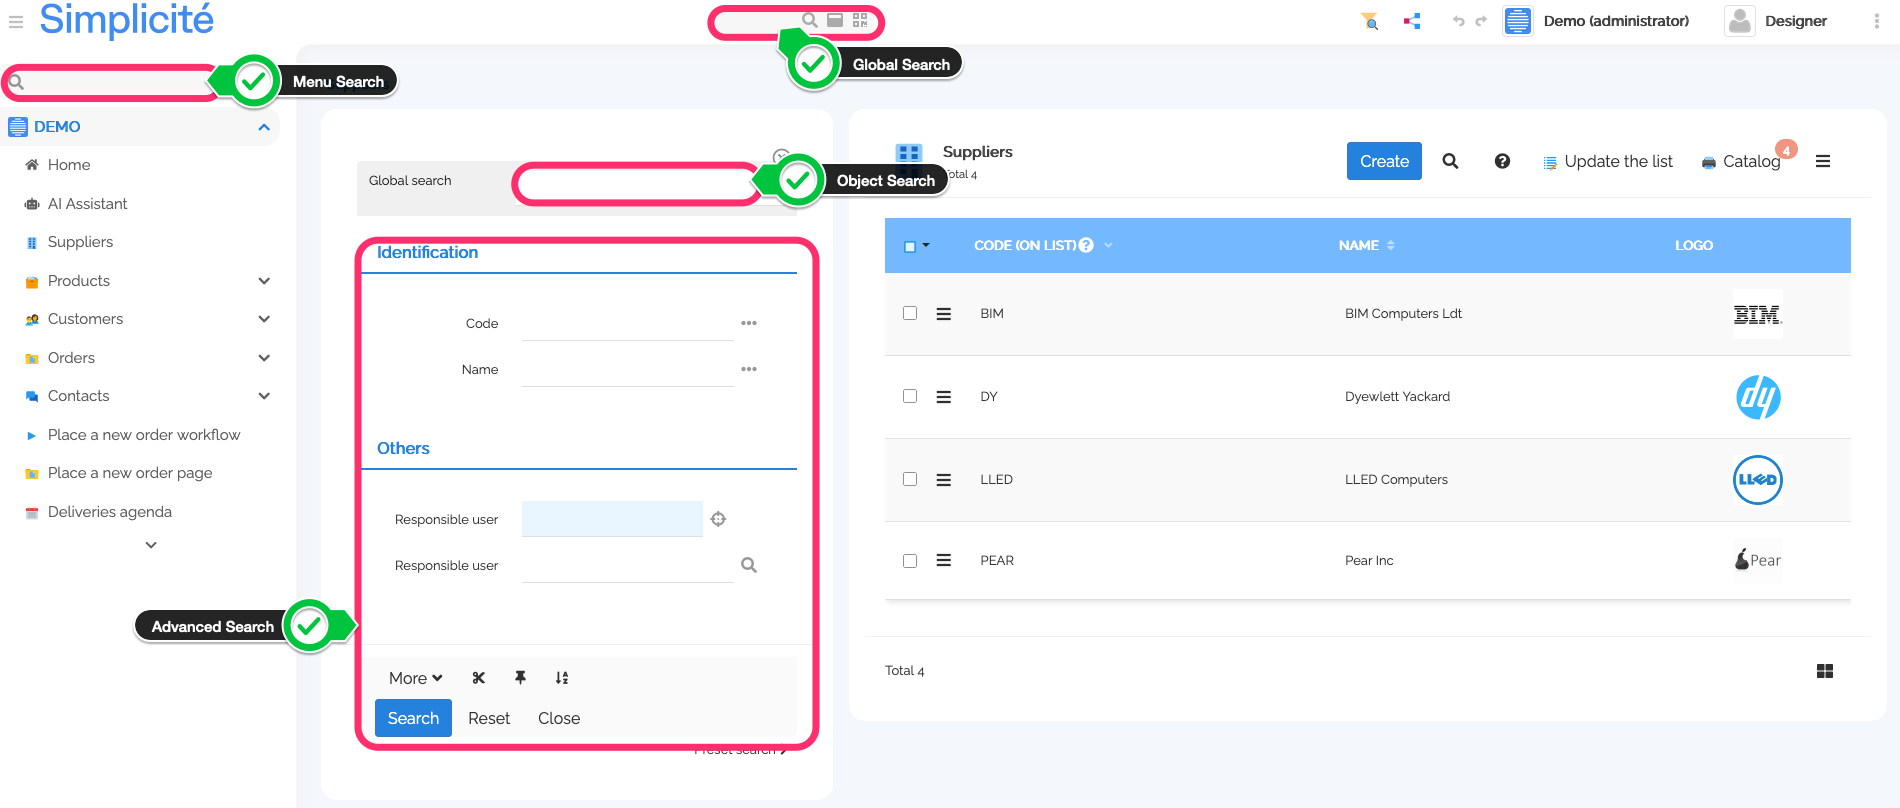 Simplicité
Demo (administrator)
Designer
Global Search
Menu Search
DEMO
Home
AI Assistant
Suppliers
Products
Customers
Orders
Contacts
Place a new order workflow
Place a new order page
Deliveries agenda
Global search
Object Search
Identification
Code
Name
Others
Responsible user
Responsible user
Advanced Search
More
Search Reset Close
Preset search
Suppliers
Total 4
Create
Update the list
Catalog
4
CODE (ON LIST) NAME LOGO
BIM BIM Computers Ldt BIM
DY Dyewlett Yackard dy
LLED LLED Computers LLED
PEAR Pear Inc Pear
Total 4